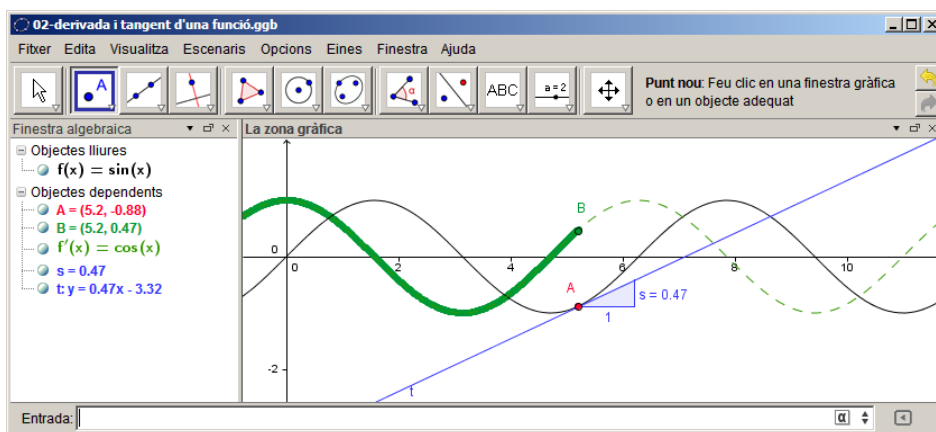 02-derivada i tangent d'una funció.ggb
Fitxer Edita Visualitza Escenaris Opcions Eines Finestra Ajuda
A
α
ABC
a=2
Punt nou: Feu clic en una finestra gràfica
o en un objecte adequat
Finestra algebraica
La zona gràfica
Objectes lliures
f(x) = sin(x)
Objectes dependents
A = (5.2, -0.88)
B = (5.2, 0.47)
f'(x) = cos(x)
s = 0.47
t: y = 0.47x - 3.32
B
0
0 2 4 6 8 10
A
s = 0.47
1
-2
t
Entrada:
α